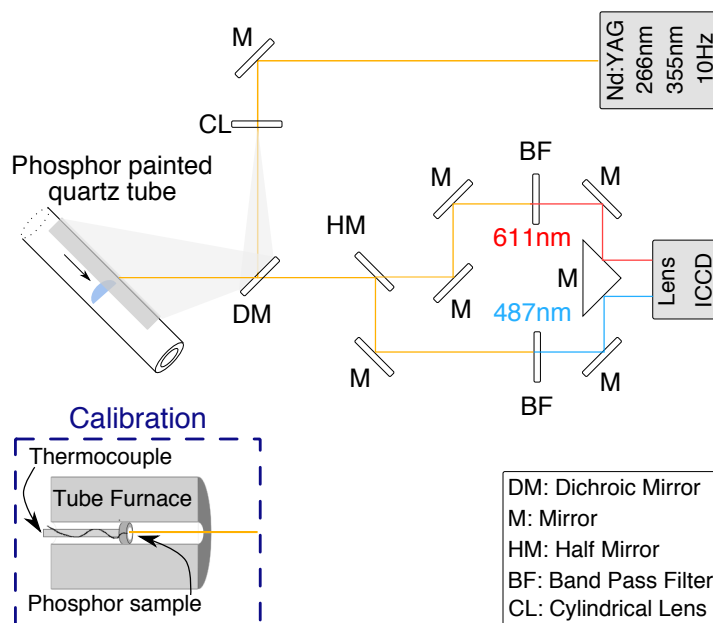 M
Nd:YAG
266nm
355nm
10Hz
CL
Phosphor painted
quartz tube
BF
M
M
HM
611nm
M
Lens
ICCD
DM
M
487nm
M
BF
M
Calibration
Thermocouple
Tube Furnace
Phosphor sample
DM: Dichroic Mirror
M: Mirror
HM: Half Mirror
BF: Band Pass Filter
CL: Cylindrical Lens